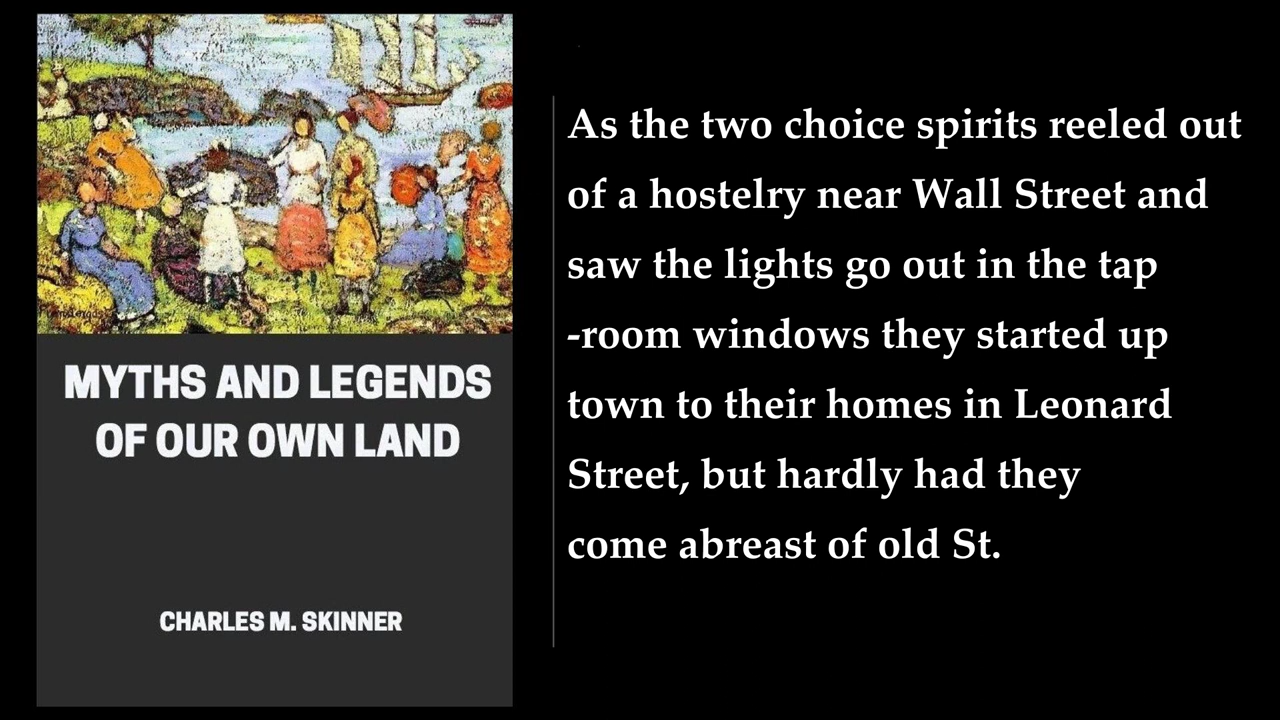 MYTHS AND LEGENDS
OF OUR OWN LAND
CHARLES M. SKINNER
As the two choice spirits reeled out
of a hostelry near Wall Street and
saw the lights go out in the tap
-room windows they started up
town to their homes in Leonard
Street, but hardly had they
come abreast of old St.